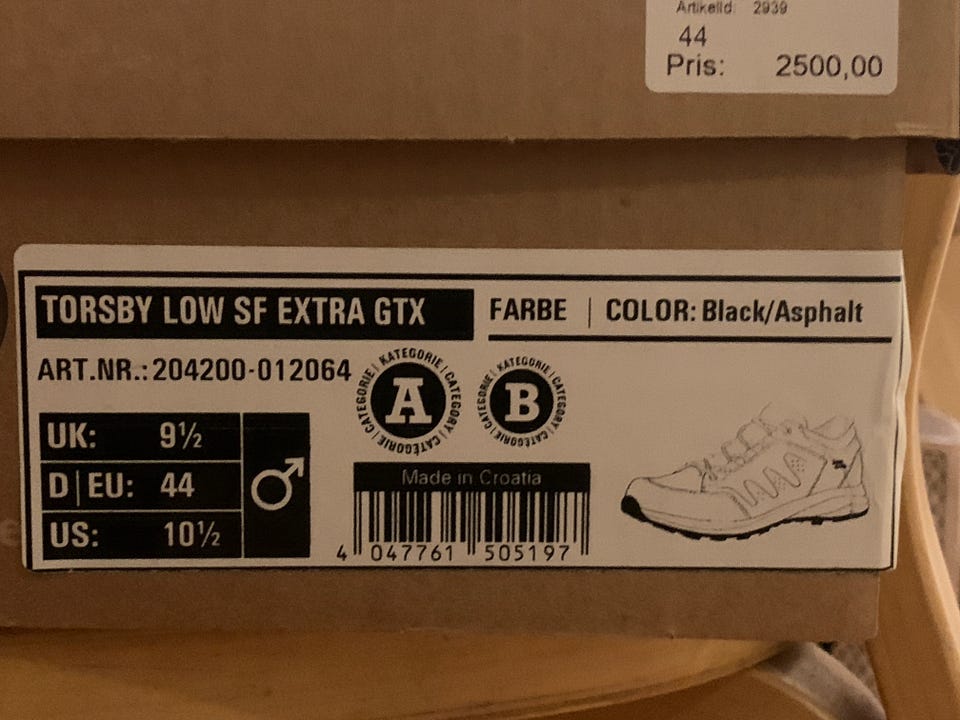 ArtikelId: 2939
44
Pris: 2500,00
TORSBY LOW SF EXTRA GTX
FARBE | COLOR: Black/Asphalt
ART.NR.: 204200-012064
KATEGORIE / CATEGORY / CATÉGORIE / CATEGORIE
A
KATEGORIE / CATEGORY / CATÉGORIE / CATEGORIE
B
UK: 9½
D|EU: 44
US: 10½
♂
Made in Croatia
4 047761 505197